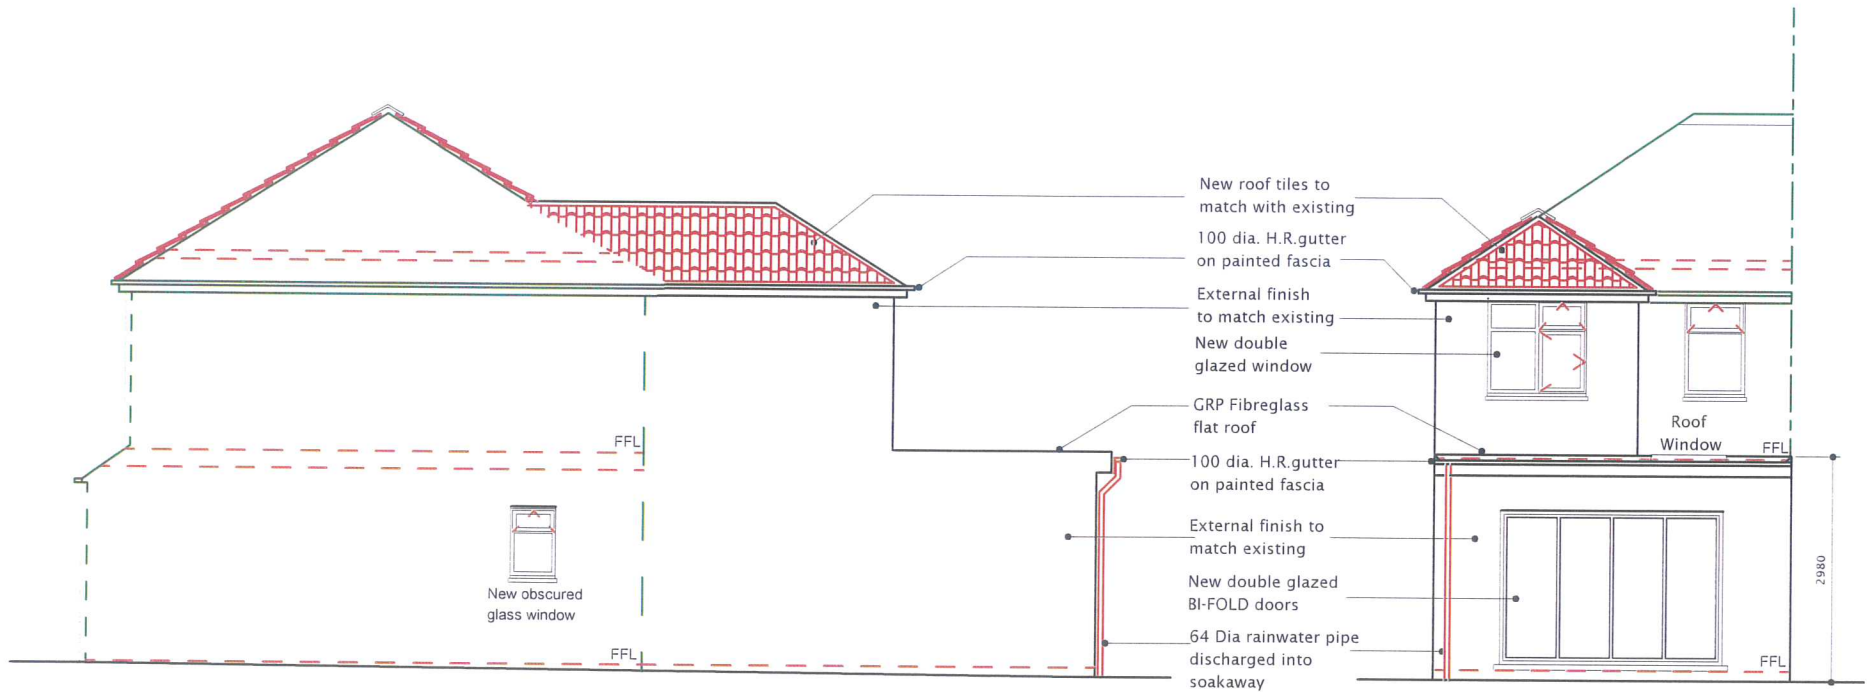 New roof tiles to
match with existing
100 dia. H.R.gutter
on painted fascia
External finish
to match existing
New double
glazed window
GRP Fibreglass
flat roof
100 dia. H.R.gutter
on painted fascia
External finish to
match existing
New double glazed
BI-FOLD doors
64 Dia rainwater pipe
discharged into
soakaway
FFL
New obscured
glass window
FFL
Roof
Window
FFL
FFL
2980